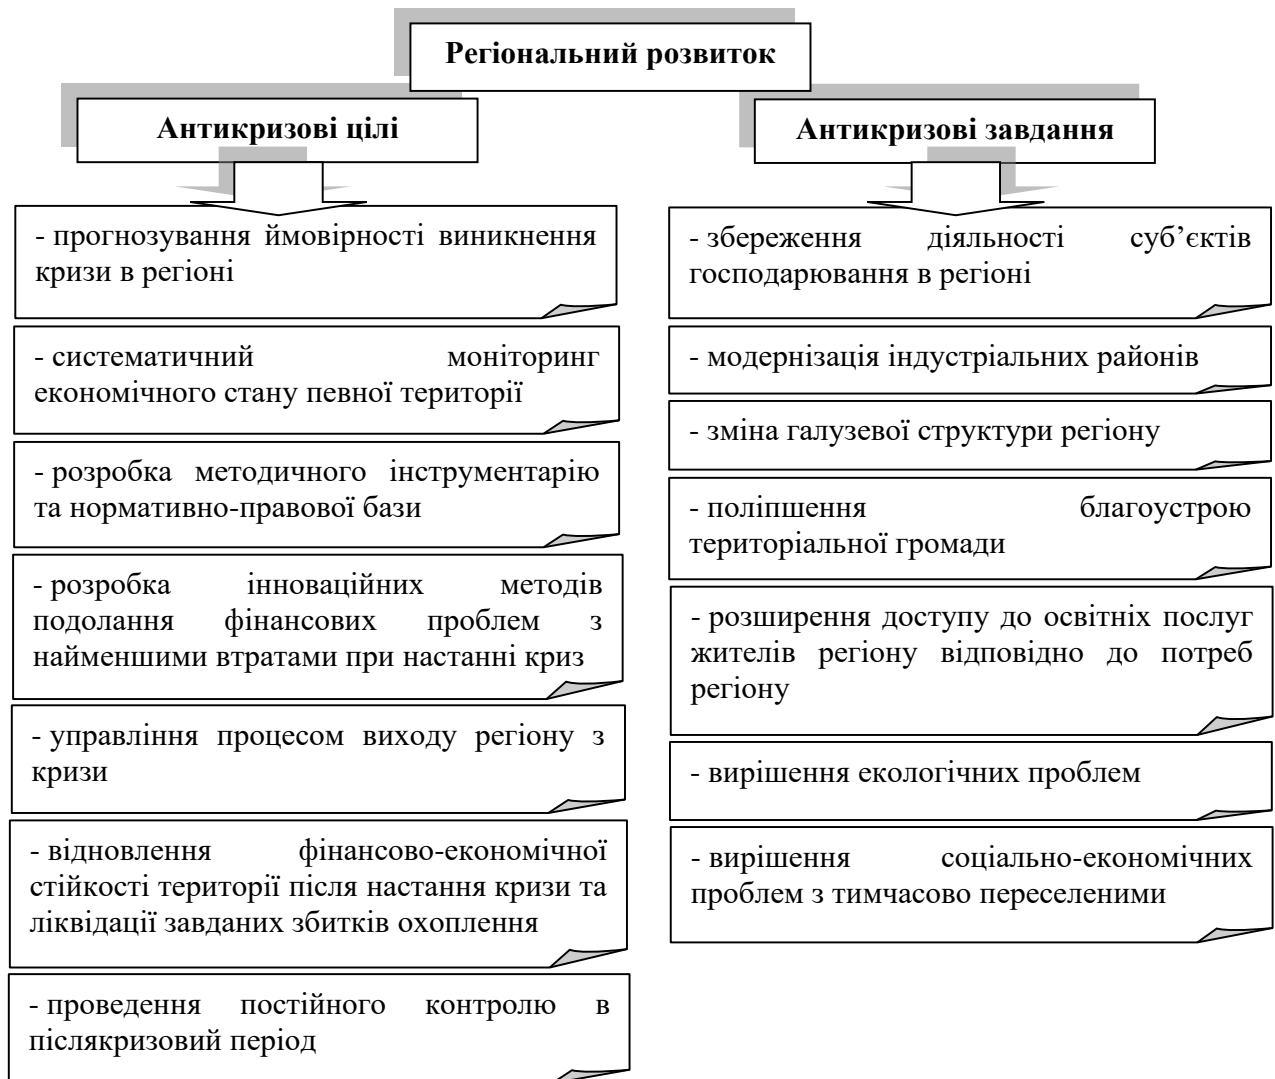 Регіональний розвиток
Антикризові цілі
- прогнозування ймовірності виникнення
кризи в регіоні
- систематичний моніторинг
економічного стану певної території
- розробка методичного інструментарію
та нормативно-правової бази
- розробка інноваційних методів
подолання фінансових проблем з
найменшими втратами при настанні криз
- управління процесом виходу регіону з
кризи
- відновлення фінансово-економічної
стійкості території після настання кризи та
ліквідації завданих збитків охоплення
- проведення постійного контролю в
післякризовий період
Антикризові завдання
- збереження діяльності суб’єктів
господарювання в регіоні
- модернізація індустріальних районів
- зміна галузевої структури регіону
- поліпшення благоустрою
територіальної громади
- розширення доступу до освітніх послуг
жителів регіону відповідно до потреб
регіону
- вирішення екологічних проблем
- вирішення соціально-економічних
проблем з тимчасово переселеними